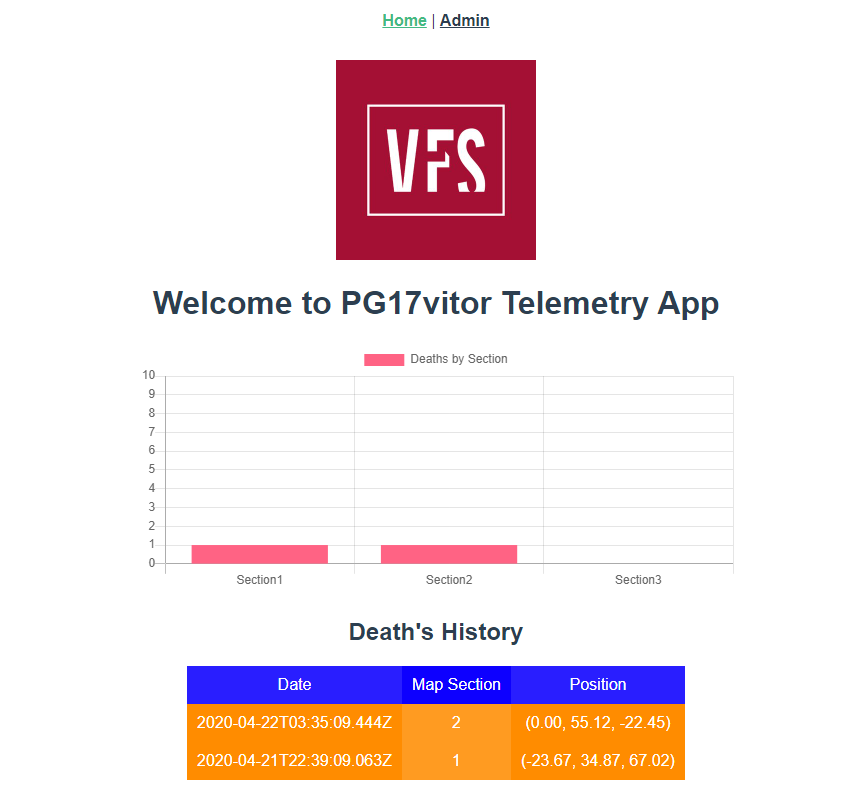 Home | Admin
VFS
Welcome to PG17vitor Telemetry App
Deaths by Section
10
9
8
7
6
5
4
3
2
1
0
Section1 Section2 Section3
Death's History
Date Map Section Position
2020-04-22T03:35:09.444Z 2 (0.00, 55.12, -22.45)
2020-04-21T22:39:09.063Z 1 (-23.67, 34.87, 67.02)